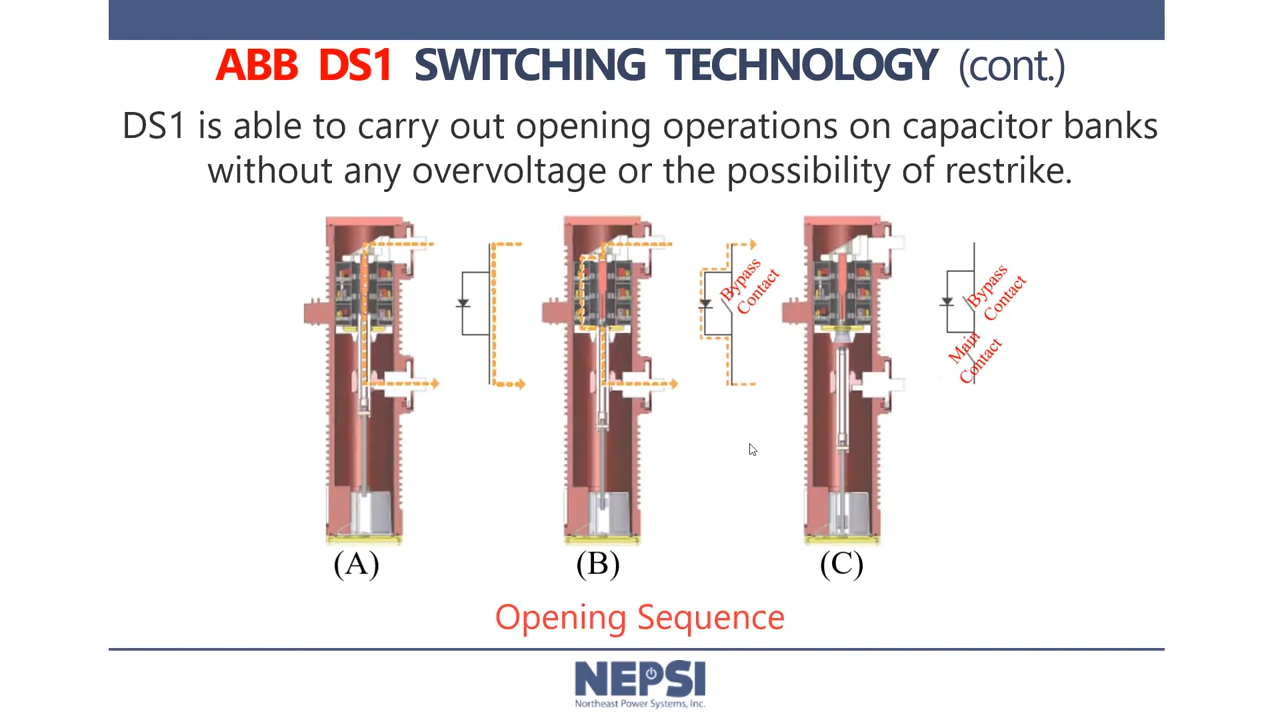 ABB DS1 SWITCHING TECHNOLOGY (cont.)
DS1 is able to carry out opening operations on capacitor banks
without any overvoltage or the possibility of restrike.
Bypass
Contact
Bypass
Contact
Main
Contact
(A)
(B)
(C)
Opening Sequence
NEPSI
Northeast Power Systems, Inc.